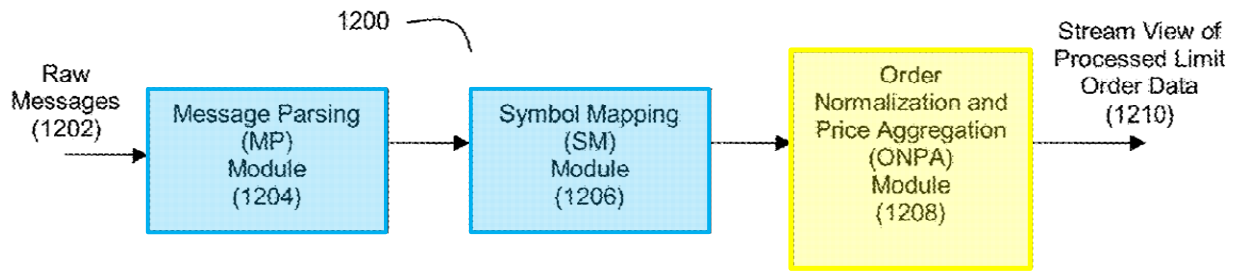 1200
Raw
Messages
(1202)
Message Parsing
(MP)
Module
(1204)
Symbol Mapping
(SM)
Module
(1206)
Order
Normalization and
Price Aggregation
(ONPA)
Module
(1208)
Stream View of
Processed Limit
Order Data
(1210)